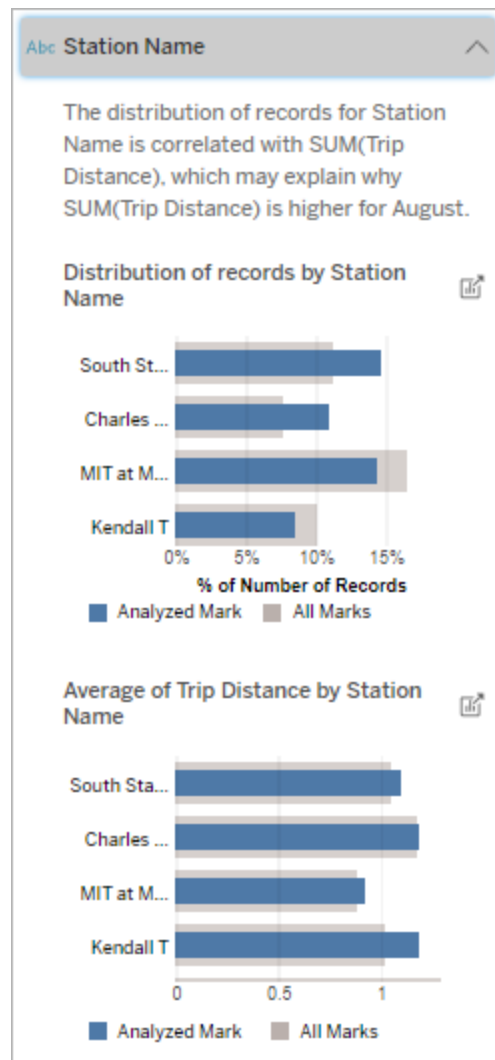 Abc Station Name
The distribution of records for Station
Name is correlated with SUM(Trip
Distance), which may explain why
SUM(Trip Distance) is higher for August.
Distribution of records by Station
Name
South St...
Charles ...
MIT at M...
Kendall T
0% 5% 10% 15%
% of Number of Records
Analyzed Mark All Marks
Average of Trip Distance by Station
Name
South Sta...
Charles ...
MIT at M...
Kendall T
0 0.5 1
Analyzed Mark All Marks